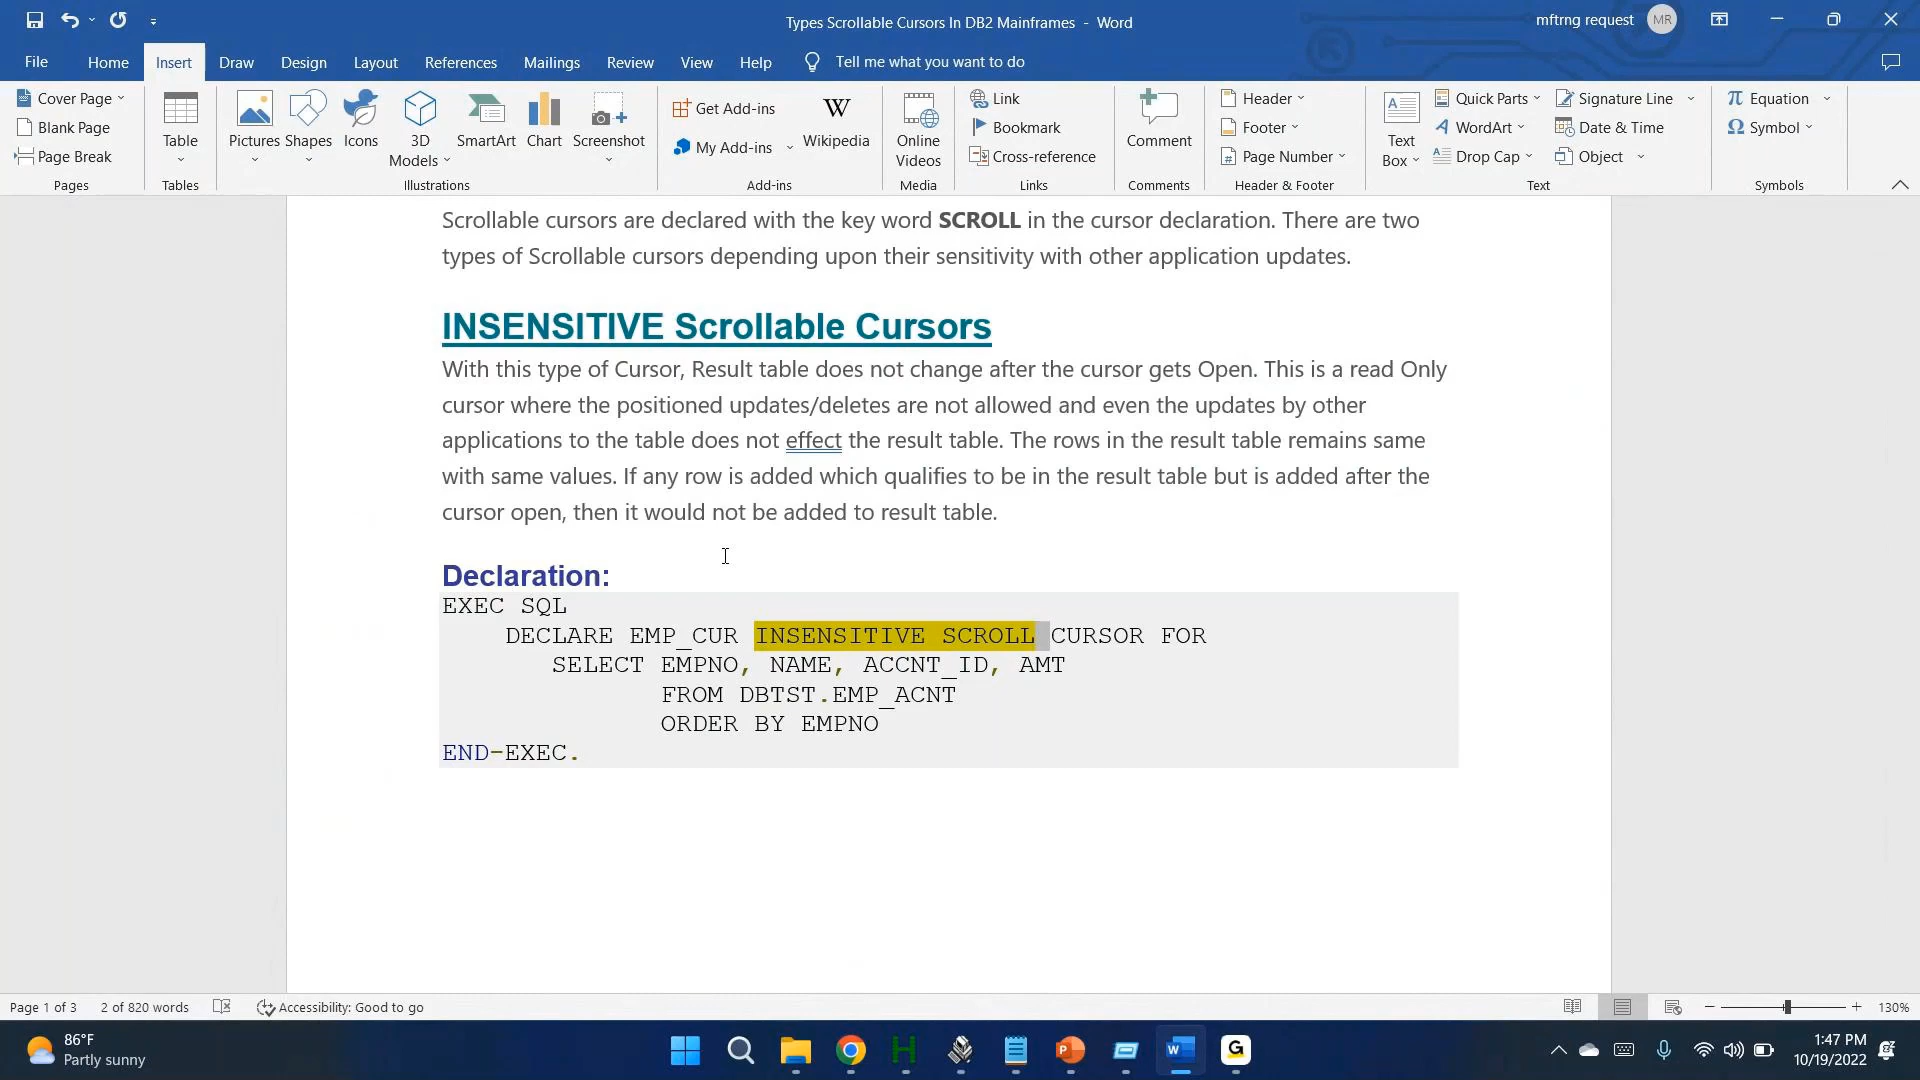 Types Scrollable Cursors In DB2 Mainframes - Word
mftrng request
MR
File
Home
Insert
Draw
Design
Layout
References
Mailings
Review
View
Help
Tell me what you want to do
Cover Page
Blank Page
Page Break
Pages
Table
Tables
Pictures
Shapes
Icons
3D
Models
SmartArt
Chart
Screenshot
Illustrations
Get Add-ins
My Add-ins
W
Wikipedia
Add-ins
Online
Videos
Media
Link
Bookmark
Cross-reference
Links
Comment
Comments
Header
Footer
Page Number
Header & Footer
Text
Box
Quick Parts
WordArt
Drop Cap
Signature Line
Date & Time
Object
Text
Equation
Symbol
Symbols
Scrollable cursors are declared with the key word SCROLL in the cursor declaration. There are two
types of Scrollable cursors depending upon their sensitivity with other application updates.
INSENSITIVE Scrollable Cursors
With this type of Cursor, Result table does not change after the cursor gets Open. This is a read Only
cursor where the positioned updates/deletes are not allowed and even the updates by other
applications to the table does not effect the result table. The rows in the result table remains same
with same values. If any row is added which qualifies to be in the result table but is added after the
cursor open, then it would not be added to result table.
Declaration:
EXEC SQL
DECLARE EMP_CUR INSENSITIVE SCROLL CURSOR FOR
SELECT EMPNO, NAME, ACCNT_ID, AMT
FROM DBTST.EMP_ACNT
ORDER BY EMPNO
END-EXEC.
Page 1 of 3
2 of 820 words
Accessibility: Good to go
130%
86°F
Partly sunny
1:47 PM
10/19/2022